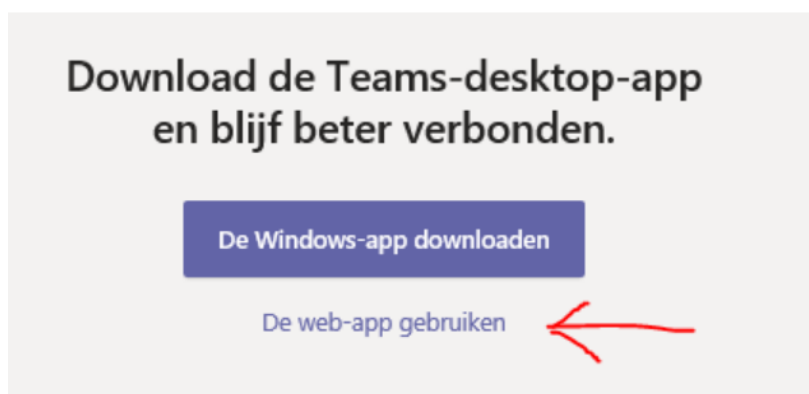 Download de Teams-desktop-app
en blijf beter verbonden.
De Windows-app downloaden
De web-app gebruiken